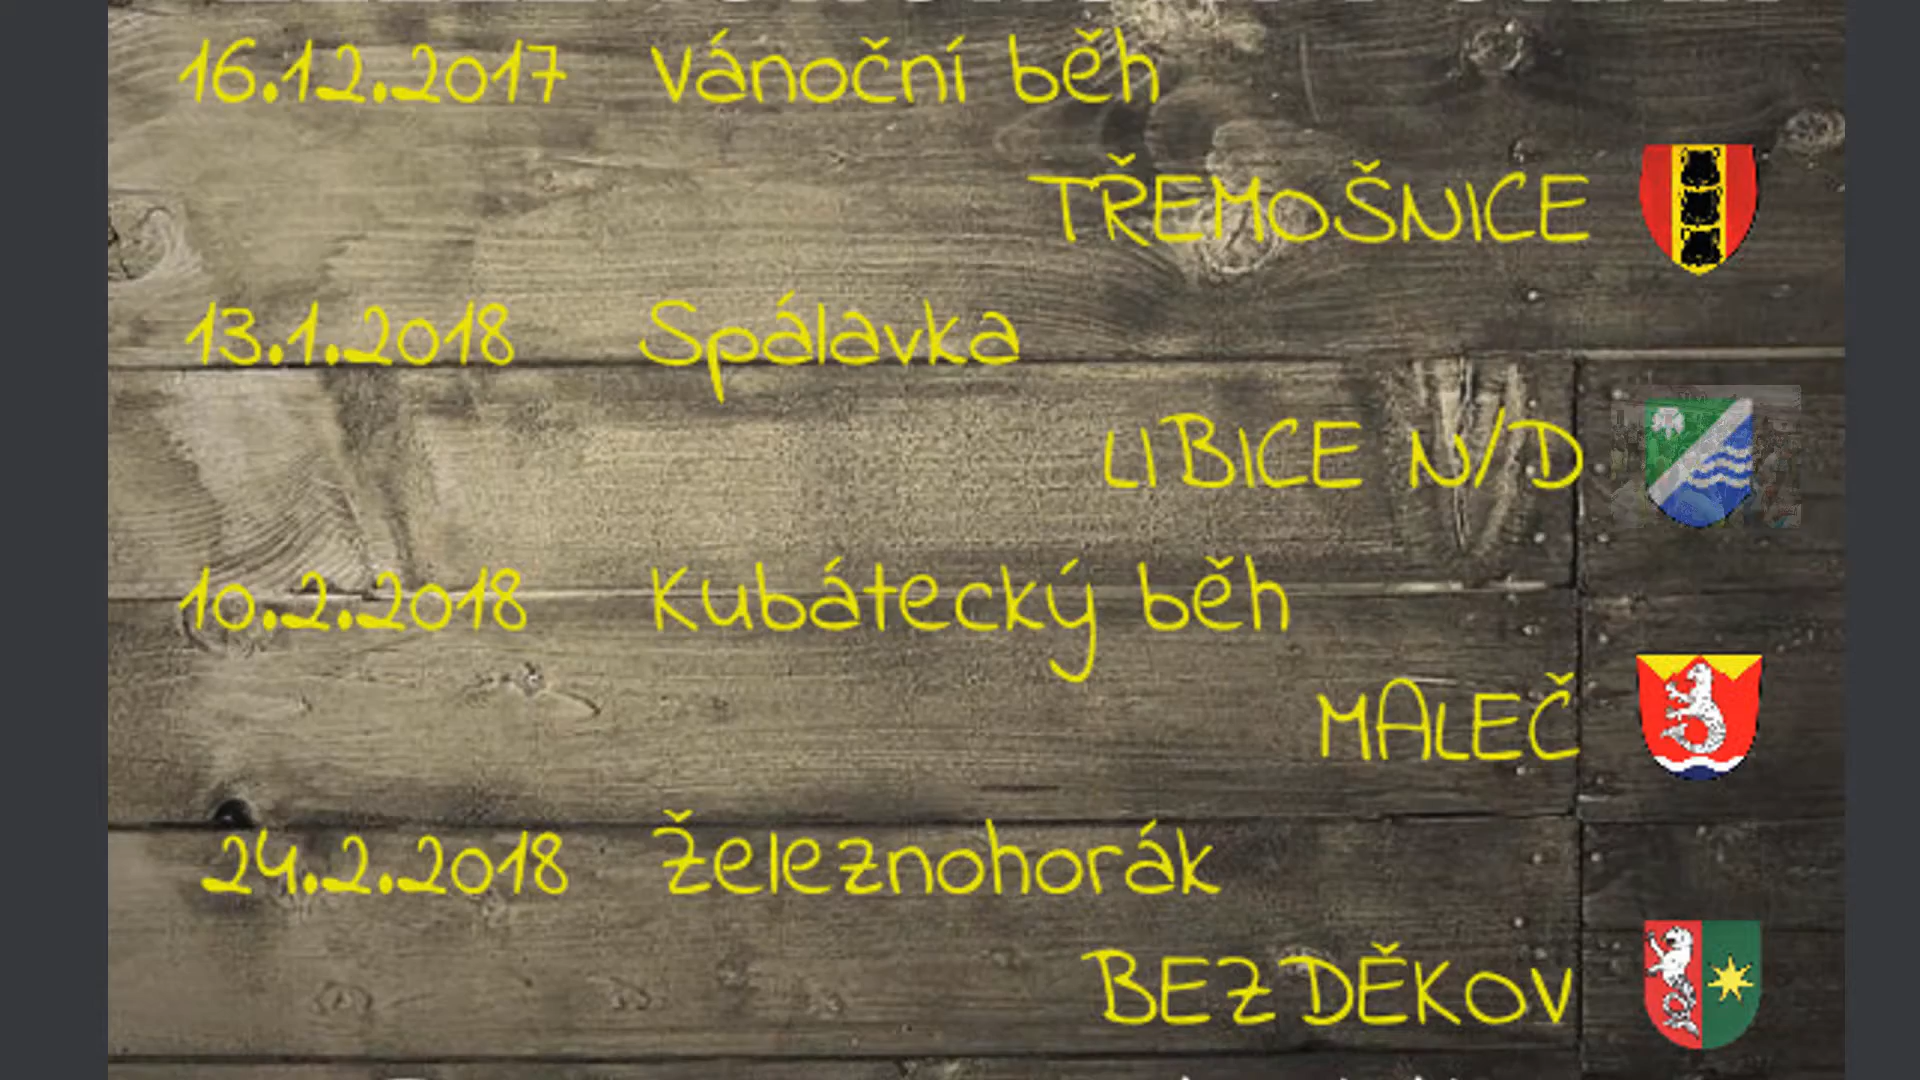 16.12.2017 Vánoční běh
TŘEMOŠNICE
13.1.2018 Spálavka
LIBICE N/D
10.2.2018 Kubátecký běh
MALEČ
24.2.2018 Železnohorák
BEZDĚKOV